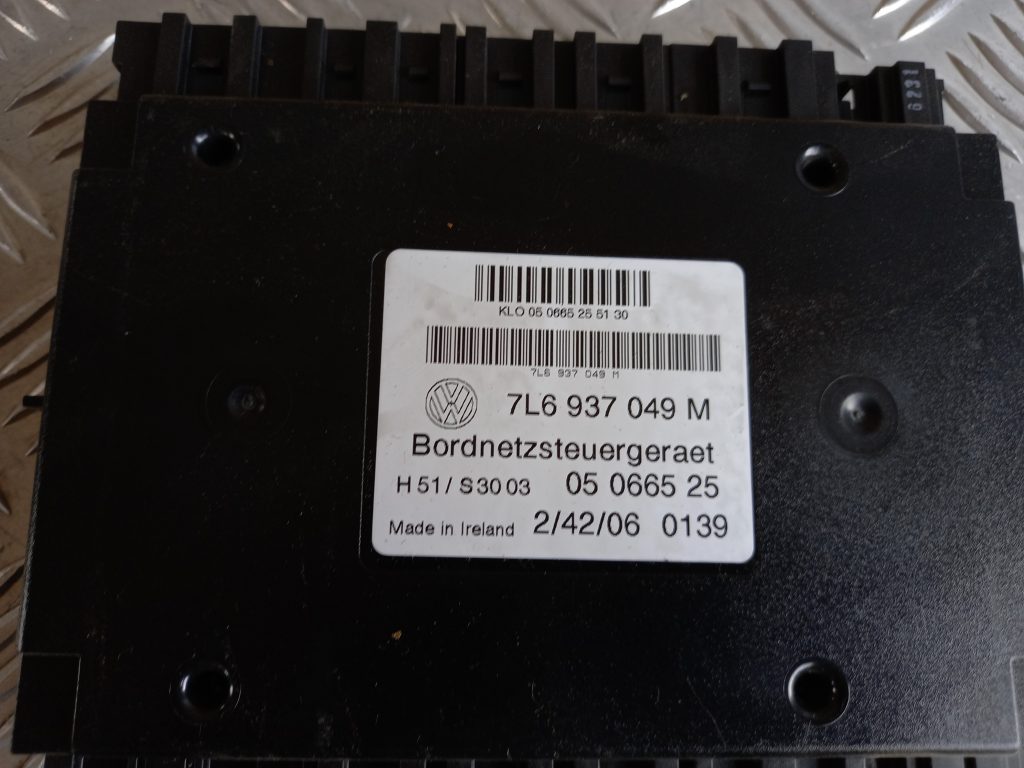 6231
KLO 05 0665 25 51 30
7L6 937 049 M
7L6 937 049 M
Bordnetzsteuergeraet
H 51 / S 30 03 05 0665 25
Made in Ireland 2/42/06 0139